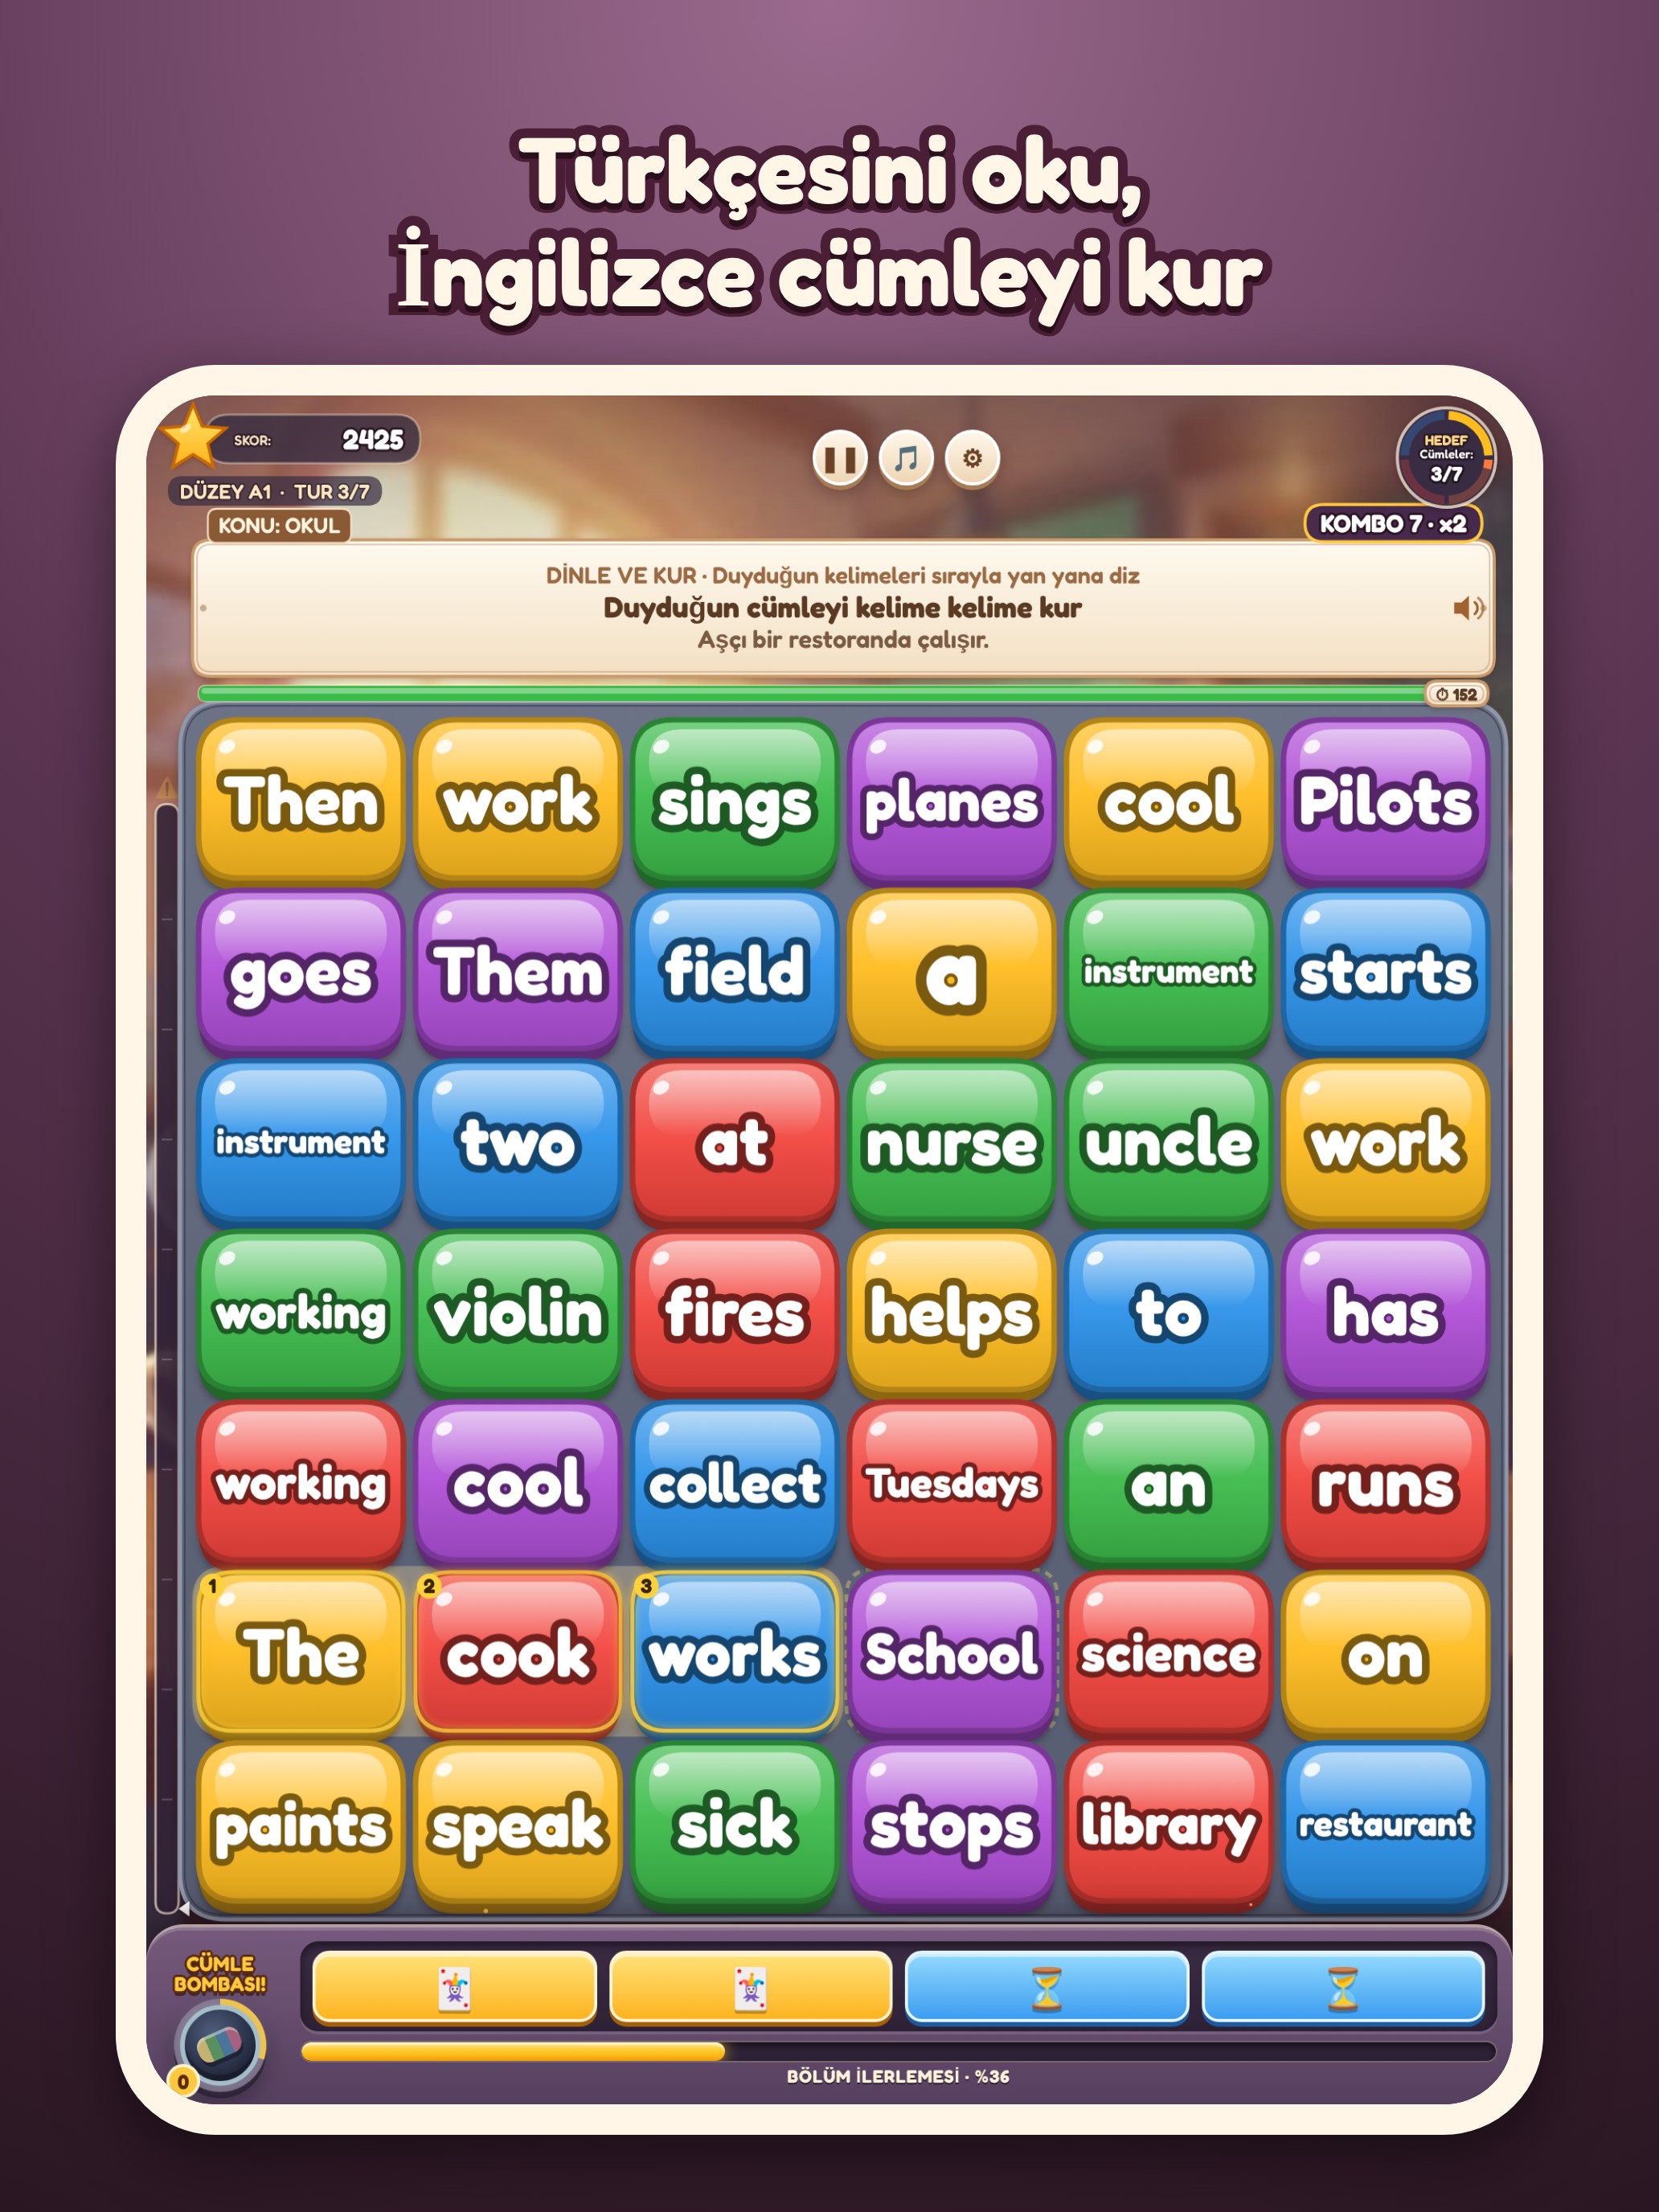 Türkçesini oku,
İngilizce cümleyi kur
SKOR: 2425
HEDEF
Cümleler:
3/7
DÜZEY A1 · TUR 3/7
KONU: OKUL
KOMBO 7 · x2
DİNLE VE KUR · Duyduğun kelimeleri sırayla yan yana diz
Duyduğun cümleyi kelime kelime kur
Aşçı bir restoranda çalışır.
152
Then work sings planes cool Pilots
goes Them field a instrument starts
instrument two at nurse uncle work
working violin fires helps to has
working cool collect Tuesdays an runs
1 2 3
The cook works School science on
paints speak sick stops library restaurant
CÜMLE
BOMBASI!
0
BÖLÜM İLERLEMESİ · %36